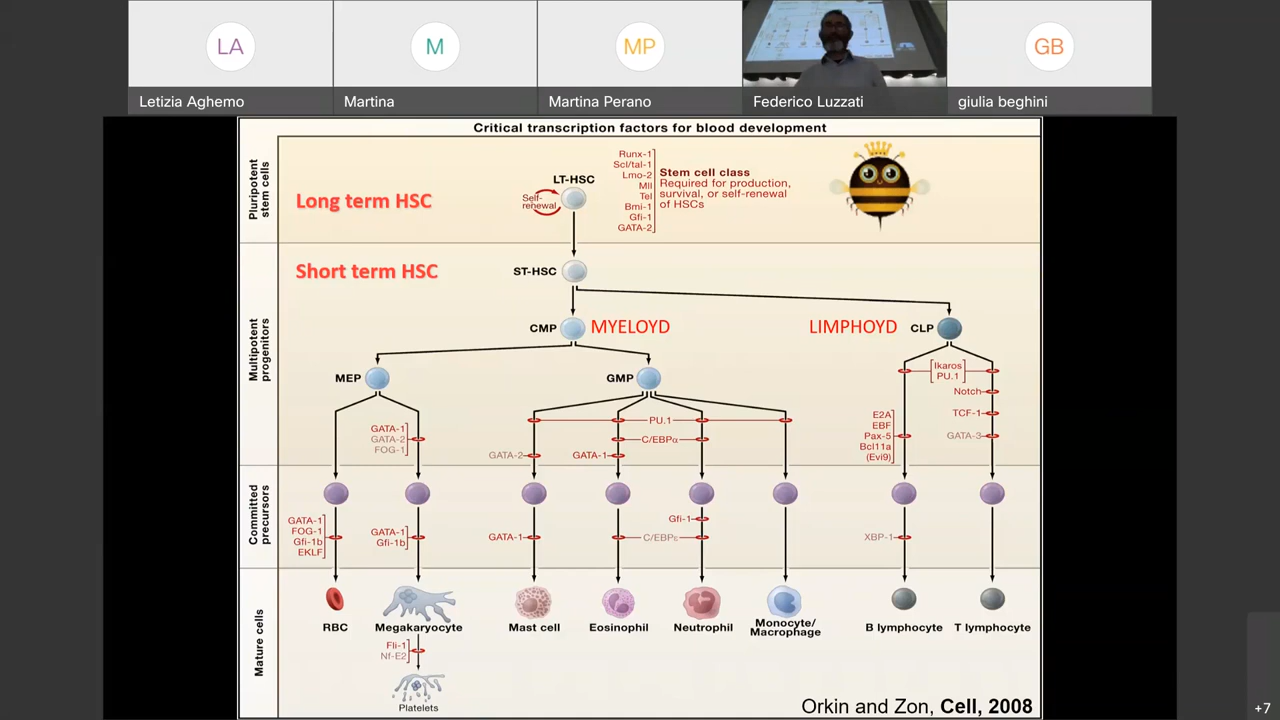 LA
M
MP
GB
Letizia Aghemo
Martina
Martina Perano
Federico Luzzati
giulia beghini
Critical transcription factors for blood development
Pluripotent
stem cells
Long term HSC
LT-HSC
Self-
renewal
Runx-1
Scl/tal-1
Lmo-2
Mll
Tel
Bmi-1
Gfi-1
GATA-2
Stem cell class
Required for production,
survival, or self-renewal
of HSCs
Multipotent
progenitors
Short term HSC
ST-HSC
CMP
MYELOYD
LIMPHOYD
CLP
MEP
GMP
Ikaros
PU.1
Notch
TCF-1
GATA-3
E2A
EBF
Pax-5
Bcl11a
(Evi9)
GATA-1
GATA-2
FOG-1
PU.1
C/EBPα
GATA-2
GATA-1
Committed
precursors
GATA-1
FOG-1
Gfi-1b
EKLF
GATA-1
Gfi-1b
GATA-1
Gfi-1
C/EBPε
XBP-1
Mature cells
RBC
Megakaryocyte
Mast cell
Eosinophil
Neutrophil
Monocyte/
Macrophage
B lymphocyte
T lymphocyte
Fli-1
Nf-E2
Platelets
Orkin and Zon, Cell, 2008
+7